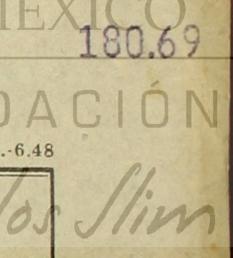 MEXICO
180.69
DACIÓN
.-6.48
los Slim